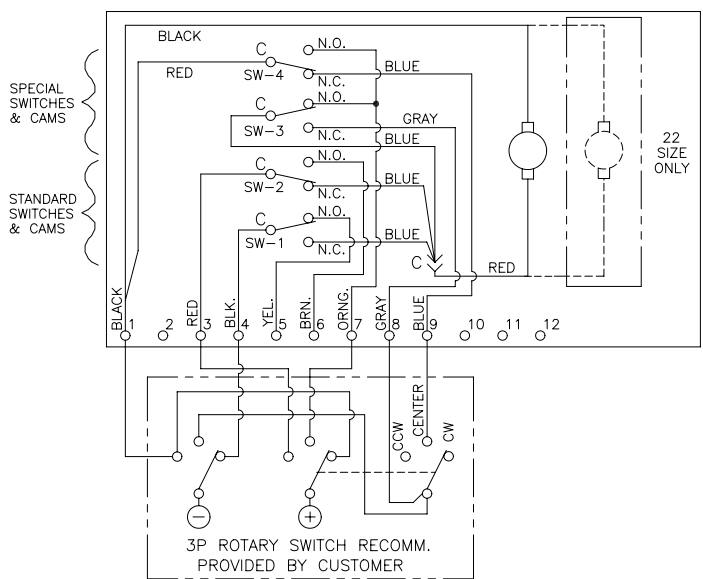 BLACK
RED
C
N.O.
SW-4
N.C.
BLUE
SPECIAL
SWITCHES
& CAMS
C
N.O.
SW-3
N.C.
GRAY
BLUE
STANDARD
SWITCHES
& CAMS
C
N.O.
SW-2
N.C.
BLUE
C
N.O.
SW-1
N.C.
BLUE
C
RED
22
SIZE
ONLY
BLACK
RED
BLK.
YEL.
BRN.
ORNG.
GRAY
BLUE
1 2 3 4 5 6 7 8 9 10 11 12
CCW
CENTER
CW
−
+
3P ROTARY SWITCH RECOMM.
PROVIDED BY CUSTOMER